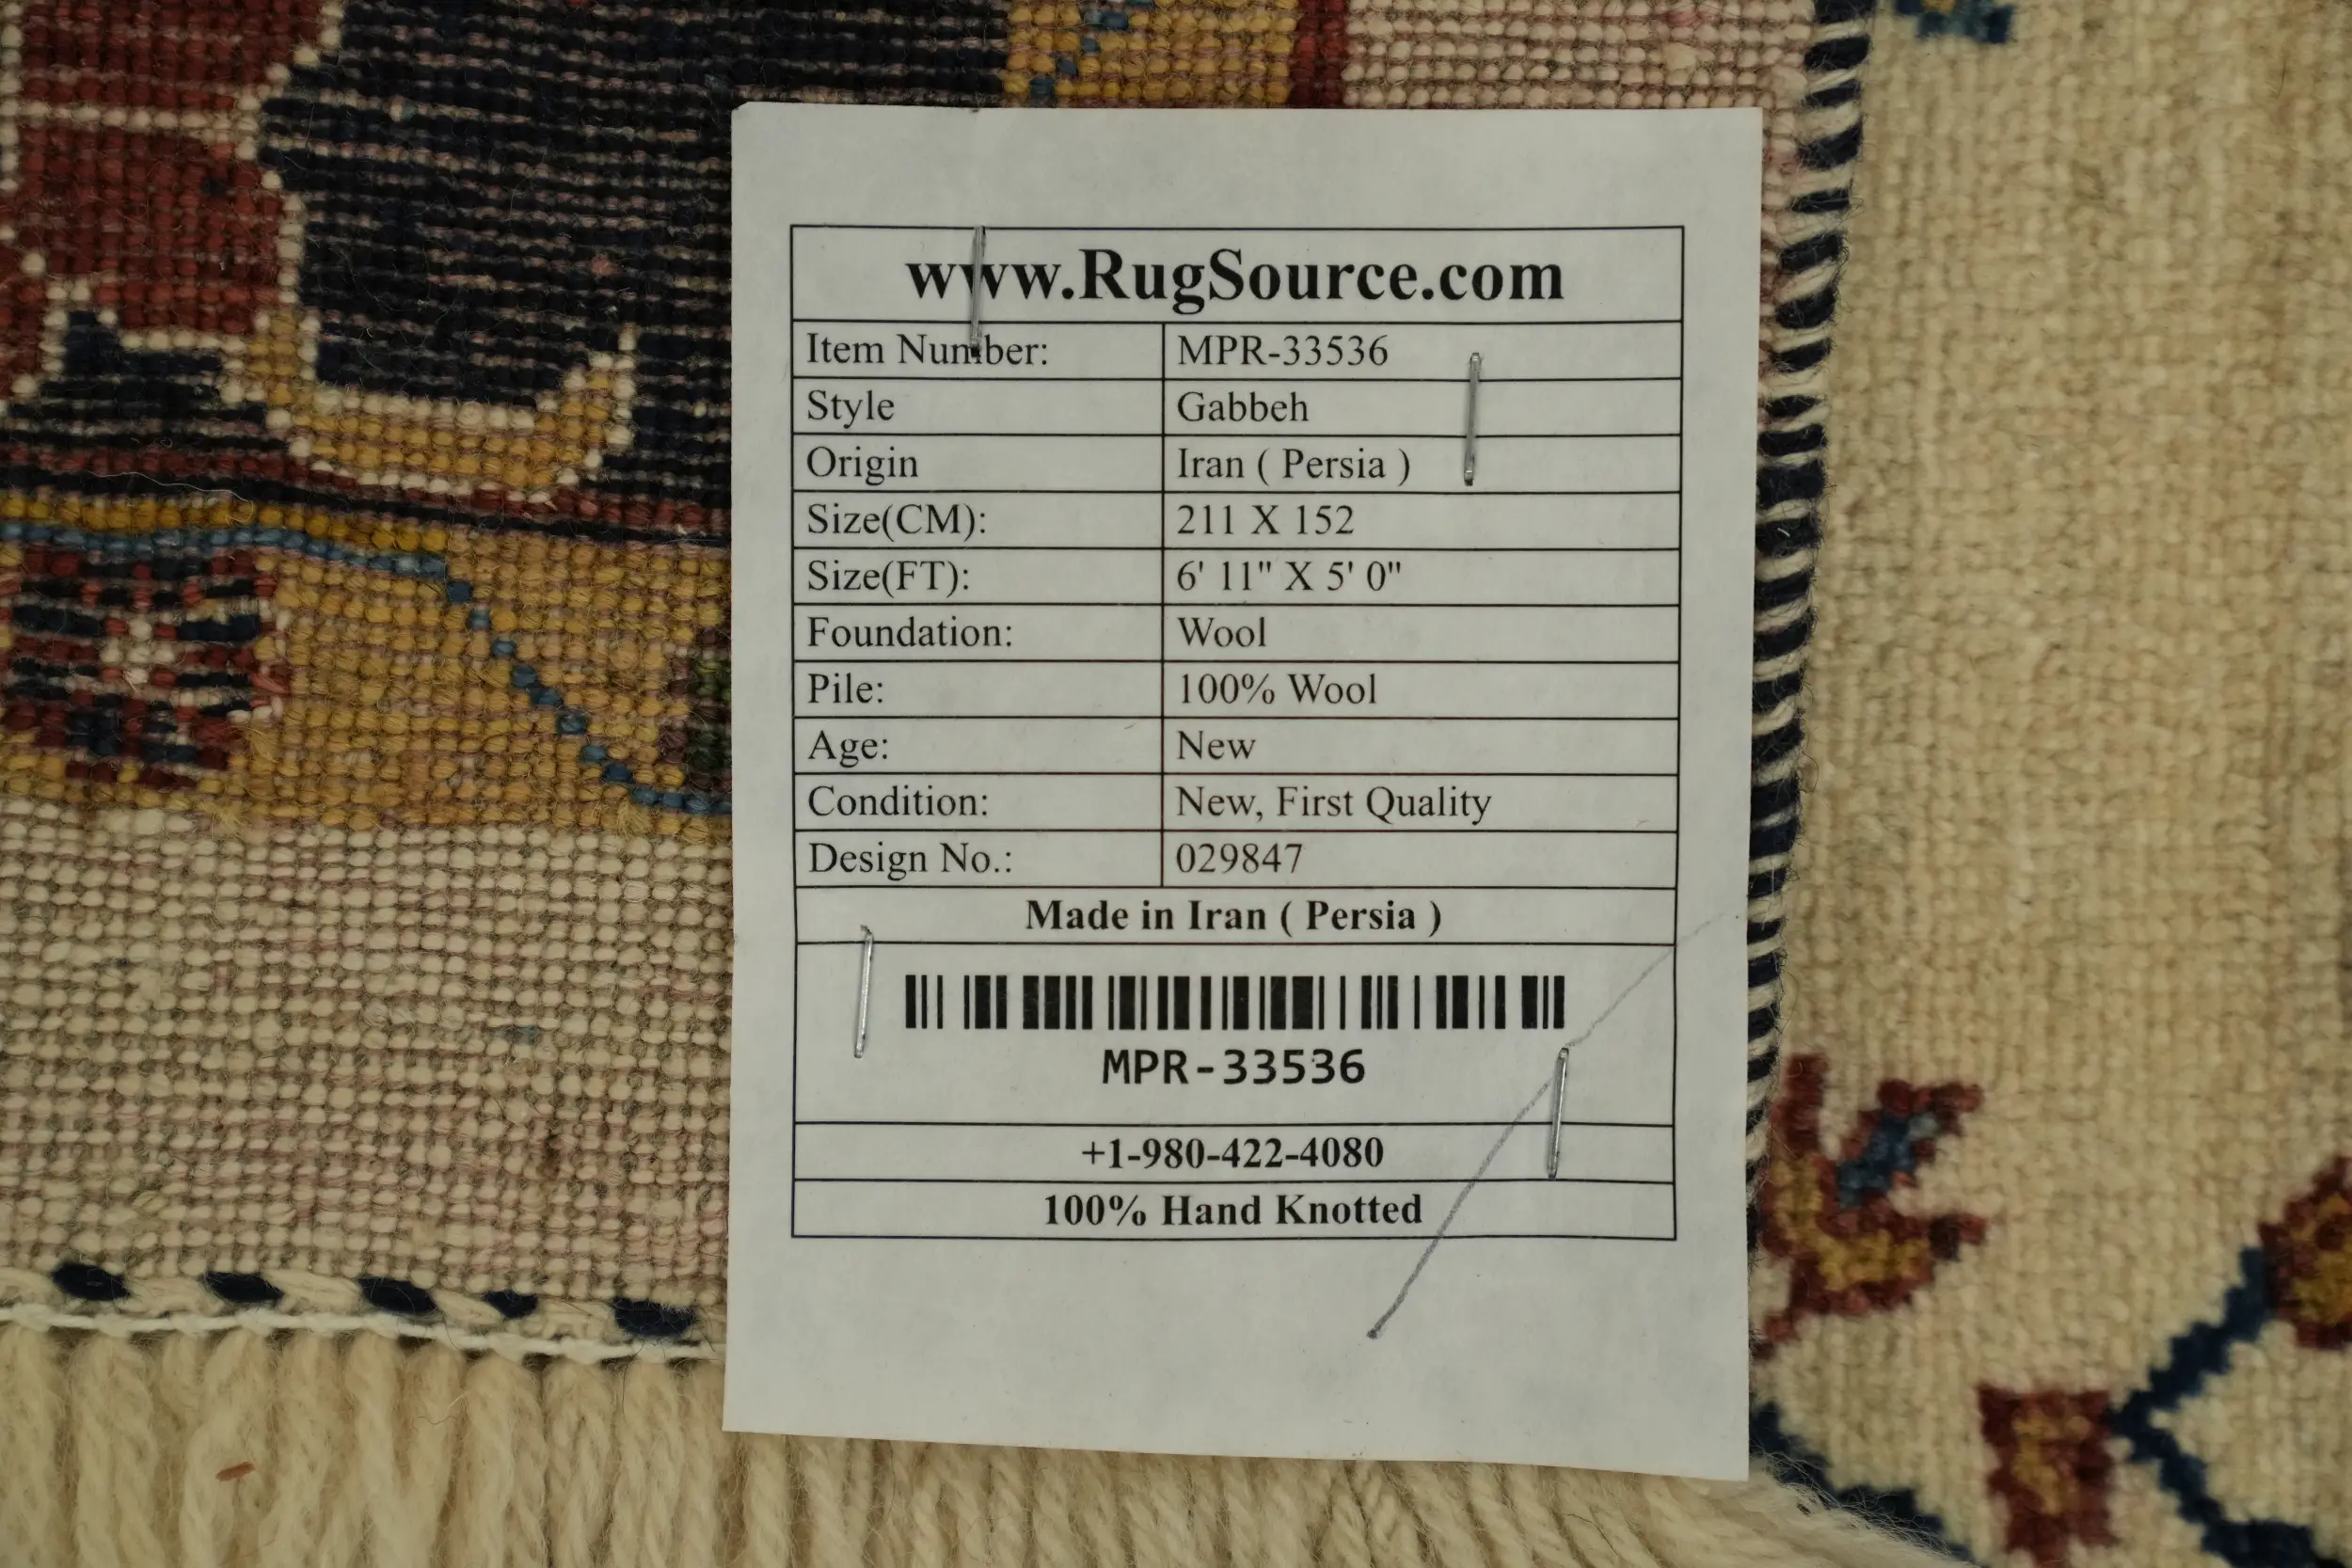 www.RugSource.com
Item Number: MPR-33536
Style Gabbeh
Origin Iran ( Persia )
Size(CM): 211 X 152
Size(FT): 6' 11" X 5' 0"
Foundation: Wool
Pile: 100% Wool
Age: New
Condition: New, First Quality
Design No.: 029847
Made in Iran ( Persia )
MPR-33536
+1-980-422-4080
100% Hand Knotted